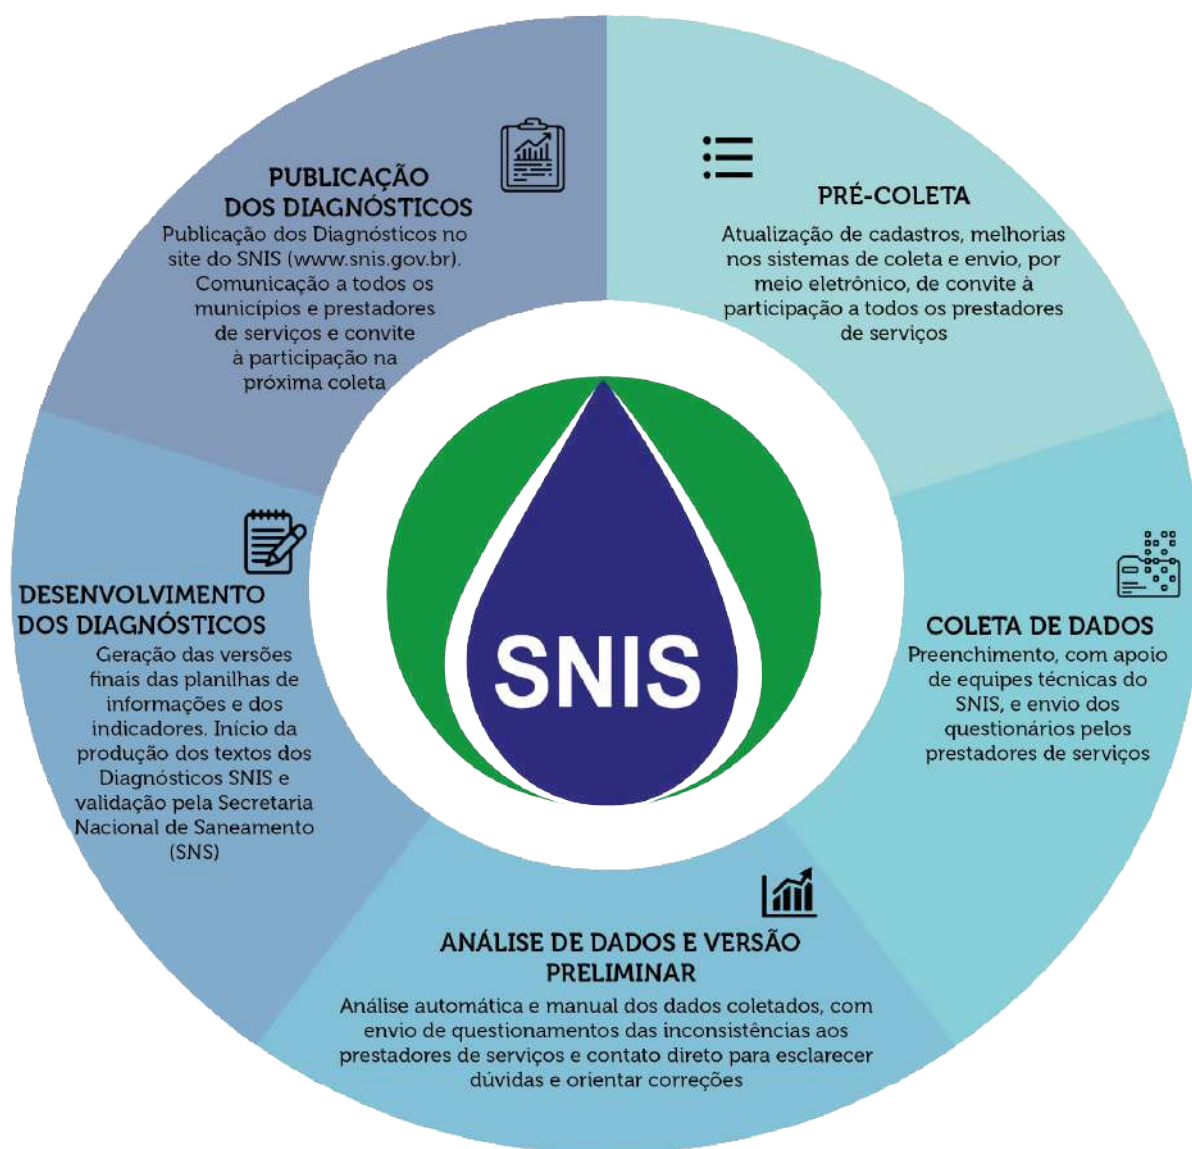 PRÉ-COLETA
Atualização de cadastros, melhorias
nos sistemas de coleta e envio, por
meio eletrônico, de convite à
participação a todos os prestadores
de serviços
COLETA DE DADOS
Preenchimento, com apoio
de equipes técnicas do
SNIS, e envio dos
questionários pelos
prestadores de serviços
ANÁLISE DE DADOS E VERSÃO
PRELIMINAR
Análise automática e manual dos dados coletados, com
envio de questionamentos das inconsistências aos
prestadores de serviços e contato direto para esclarecer
dúvidas e orientar correções
DESENVOLVIMENTO
DOS DIAGNÓSTICOS
Geração das versões
finais das planilhas de
informações e dos
indicadores. Início da
produção dos textos dos
Diagnósticos SNIS e
validação pela Secretaria
Nacional de Saneamento
(SNS)
PUBLICAÇÃO
DOS DIAGNÓSTICOS
Publicação dos Diagnósticos no
site do SNIS (www.snis.gov.br).
Comunicação a todos os
municípios e prestadores
de serviços e convite
à participação na
próxima coleta
SNIS